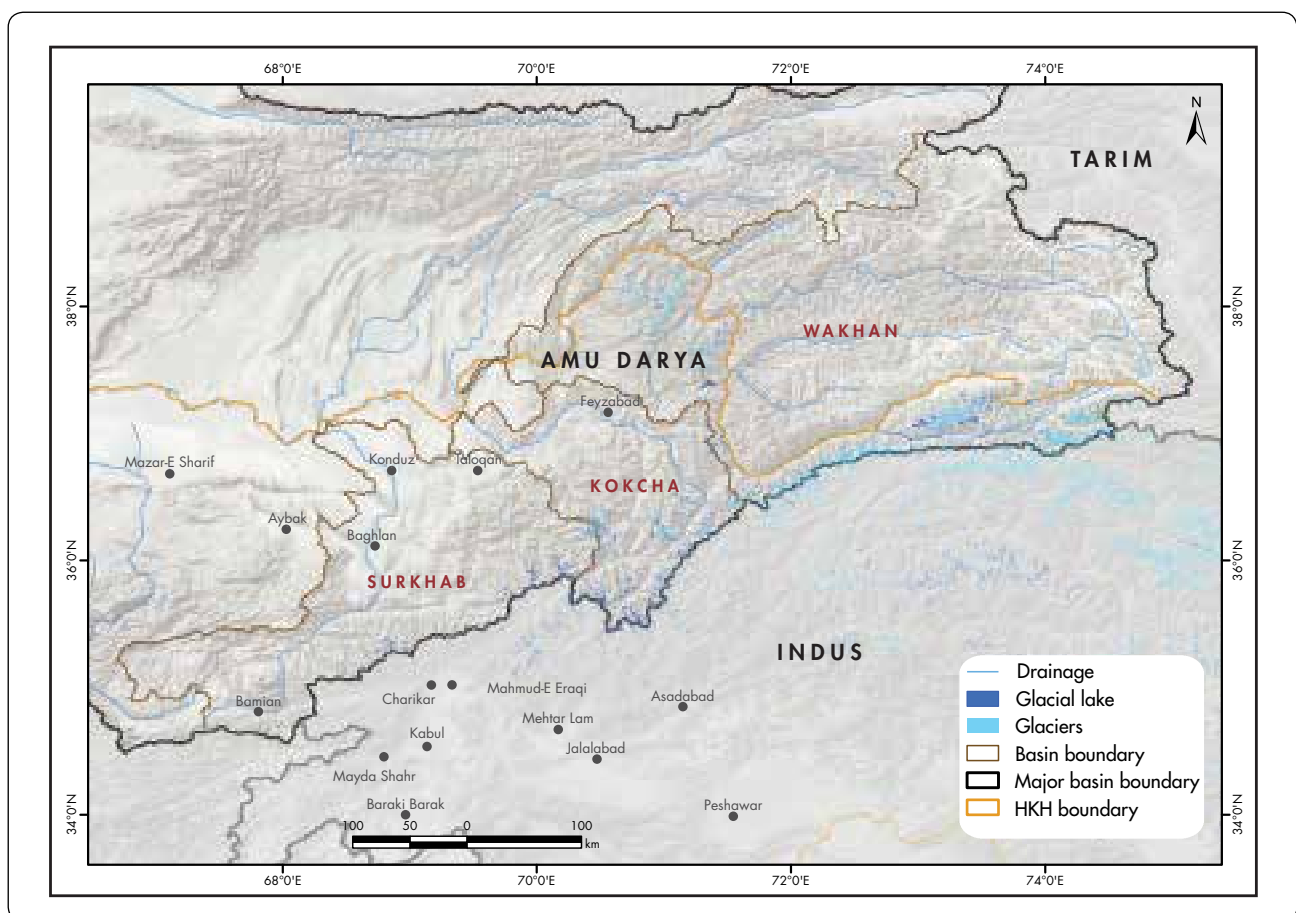 68°0'E
70°0'E
72°0'E
74°0'E
N
TARIM
38°0'N
38°0'N
WAKHAN
AMU DARYA
Feyzabad
Mazar-E Sharif
Konduz
Taloqan
KOKCHA
Aybak
Baghlan
36°0'N
36°0'N
SURKHAB
INDUS
Drainage
Glacial lake
Glaciers
Basin boundary
Major basin boundary
HKH boundary
Bamian
Charikar
Mahmud-E Eraqi
Asadabad
Mehtar Lam
Kabul
Jalalabad
Mayda Shahr
Baraki Barak
Peshawar
34°0'N
34°0'N
100 50 0 100
km
68°0'E
70°0'E
72°0'E
74°0'E